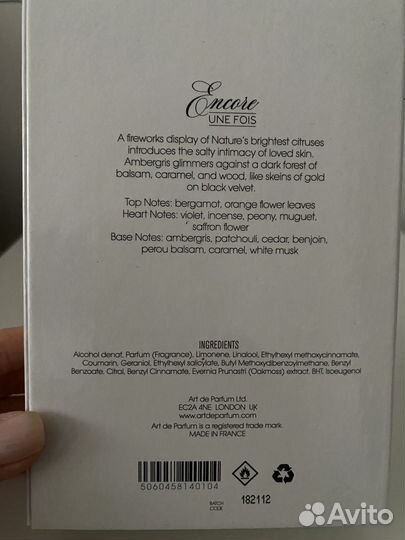 Encore
UNE FOIS
A fireworks display of Nature's brightest citruses
introduces the salty intimacy of loved skin.
Ambergris glimmers against a dark forest of
balsam, caramel, and wood, like skeins of gold
on black velvet.
Top Notes: bergamot, orange flower leaves
Heart Notes: violet, incense, peony, muguet,
saffron flower
Base Notes: ambergris, patchouli, cedar, benjoin,
perou balsam, caramel, white musk
INGREDIENTS
Alcohol denat, Parfum (Fragrance), Limonene, Linalool, Ethylhexyl methoxycinnamate,
Coumarin, Geraniol, Ethylhexyl salicylate, Butyl Methoxydibenzoylmethane, Benzyl
Benzoate, Citral, Benzyl Cinnamate, Evernia Prunastri (Oakmoss) extract, BHT, Isoeugenol
Art de Parfum Ltd.
EC2A 4NE LONDON UK
www.artdeparfum.com
Art de Parfum is a registered trade mark.
MADE IN FRANCE
5060458140104
BATCH
CODE
182112
Avito